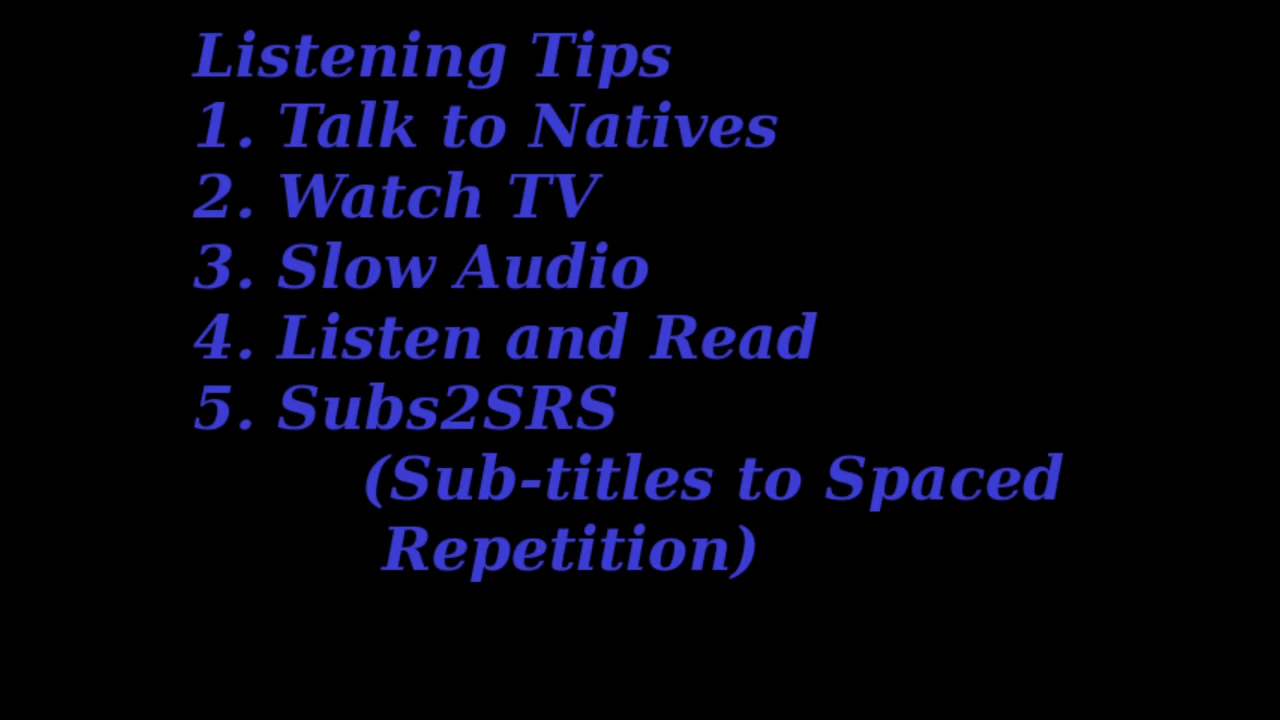 Listening Tips
1. Talk to Natives
2. Watch TV
3. Slow Audio
4. Listen and Read
5. Subs2SRS
(Sub-titles to Spaced
Repetition)